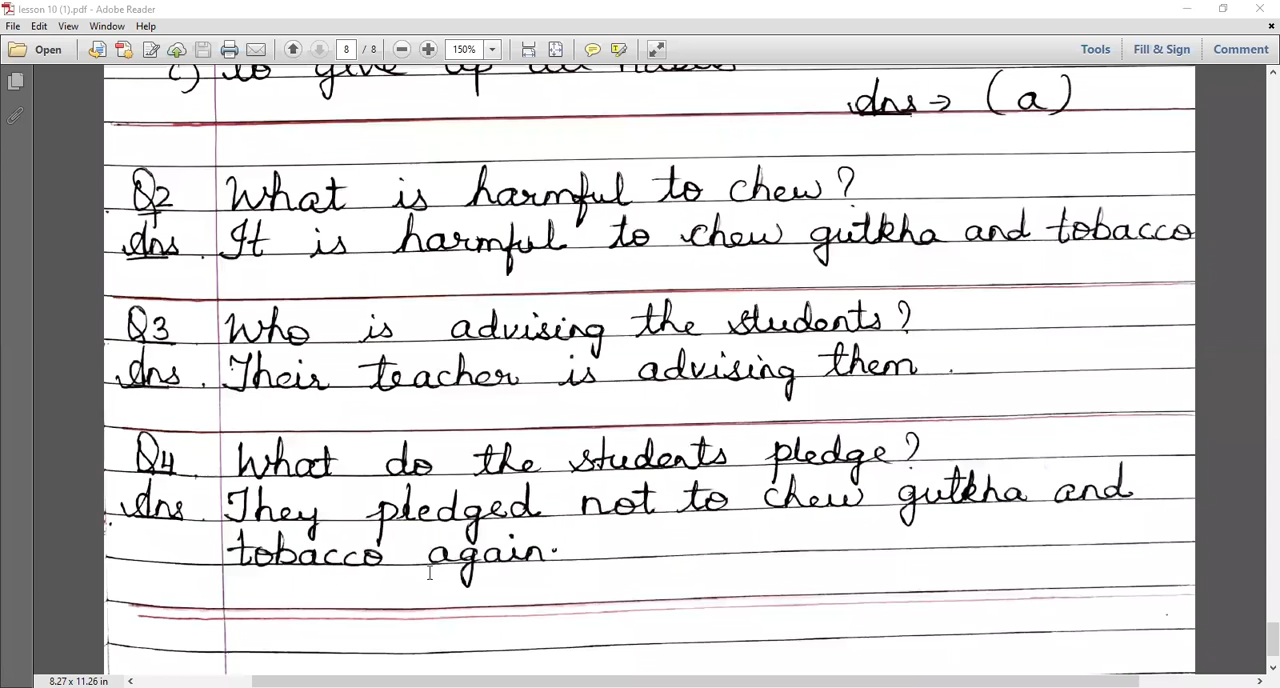 lesson 10 (1).pdf - Adobe Reader
File Edit View Window Help
Open 8 / 8 150% Tools Fill & Sign Comment
c) to give up
Ans → (a)
Q2 What is harmful to chew?
Ans. It is harmful to chew gutkha and tobacco
Q3 Who is advising the students?
Ans. Their teacher is advising them.
Q4. What do the students pledge?
Ans. They pledged not to chew gutkha and
tobacco again.
8.27 x 11.26 in